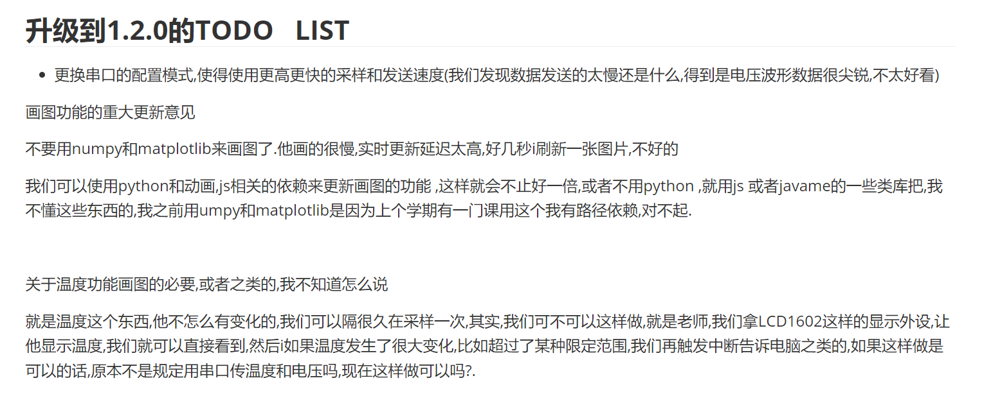 升级到1.2.0的TODO LIST
更换串口的配置模式,使得使用更高更快的采样和发送速度(我们发现数据发送的太慢还是什么,得到是电压波形数据很尖锐,不太好看)
画图功能的重大更新意见
不要用numpy和matplotlib来画图了.他画的很慢,实时更新延迟太高,好几秒i刷新一张图片,不好的
我们可以使用python和动画,js相关的依赖来更新画图的功能 ,这样就会不止好一倍,或者不用python ,就用js 或者javame的一些类库把,我
不懂这些东西的,我之前用umpy和matplotlib是因为上个学期有一门课用这个我有路径依赖,对不起.
关于温度功能画图的必要,或者之类的,我不知道怎么说
就是温度这个东西,他不怎么有变化的,我们可以隔很久在采样一次,其实,我们可不可以这样做,就是老师,我们拿LCD1602这样的显示外设,让
他显示温度,我们就可以直接看到,然后i如果温度发生了很大变化,比如超过了某种限定范围,我们再触发中断告诉电脑之类的,如果这样做是
可以的话,原本不是规定用串口传温度和电压吗,现在这样做可以吗?.